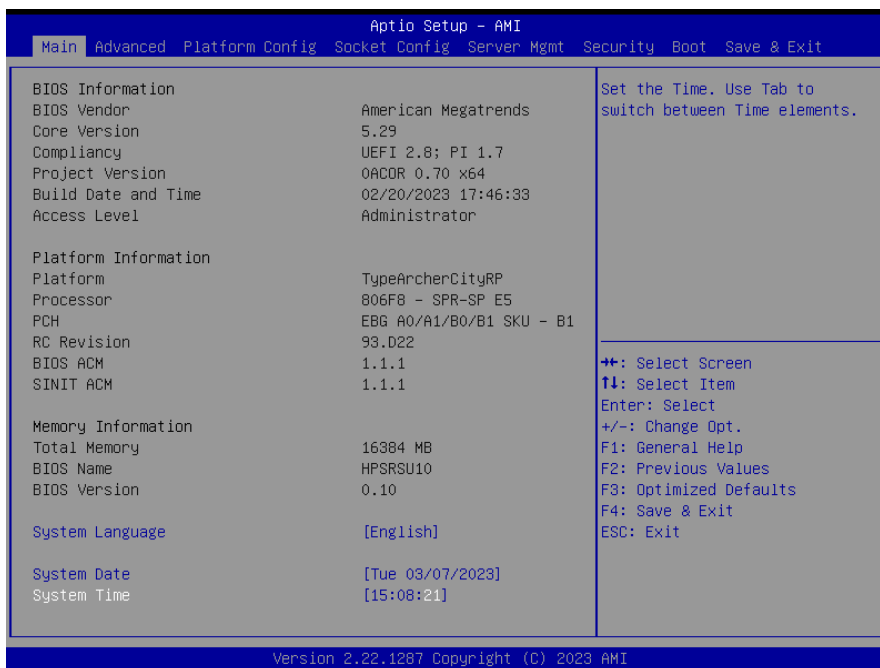 Aptio Setup - AMI
Main Advanced Platform Config Socket Config Server Mgmt Security Boot Save & Exit
BIOS Information
BIOS Vendor American Megatrends
Core Version 5.29
Compliancy UEFI 2.8; PI 1.7
Project Version 0ACOR 0.70 x64
Build Date and Time 02/20/2023 17:46:33
Access Level Administrator
Platform Information
Platform TypeArcherCityRP
Processor 806F8 - SPR-SP E5
PCH EBG A0/A1/B0/B1 SKU - B1
RC Revision 93.D22
BIOS ACM 1.1.1
SINIT ACM 1.1.1
Memory Information
Total Memory 16384 MB
BIOS Name HPSRSU10
BIOS Version 0.10
System Language [English]
System Date [Tue 03/07/2023]
System Time [15:08:21]
Set the Time. Use Tab to
switch between Time elements.
→←: Select Screen
↑↓: Select Item
Enter: Select
+/-: Change Opt.
F1: General Help
F2: Previous Values
F3: Optimized Defaults
F4: Save & Exit
ESC: Exit
Version 2.22.1287 Copyright (C) 2023 AMI